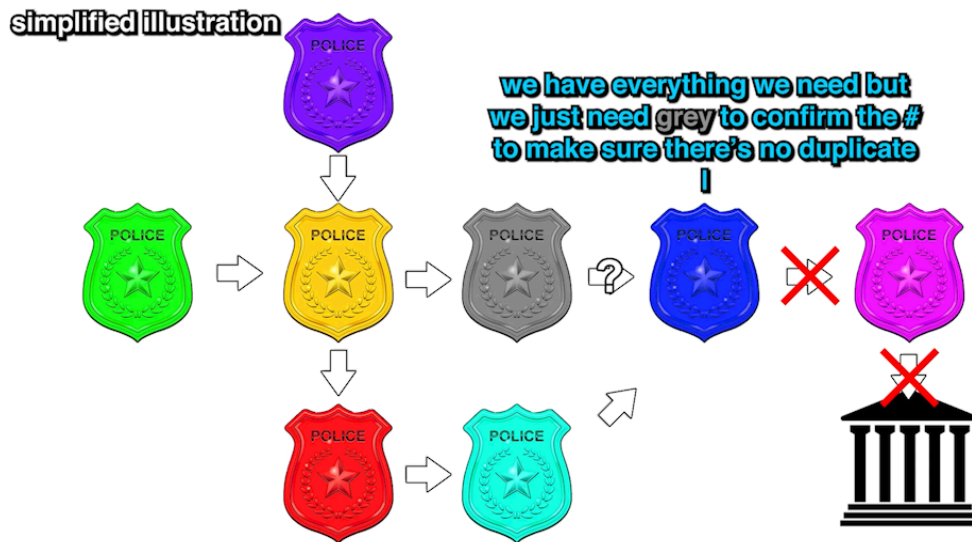 simplified illustration
POLICE
we have everything we need but
we just need grey to confirm the #
to make sure there's no duplicate
POLICE
POLICE
POLICE
POLICE
POLICE
POLICE
POLICE
?